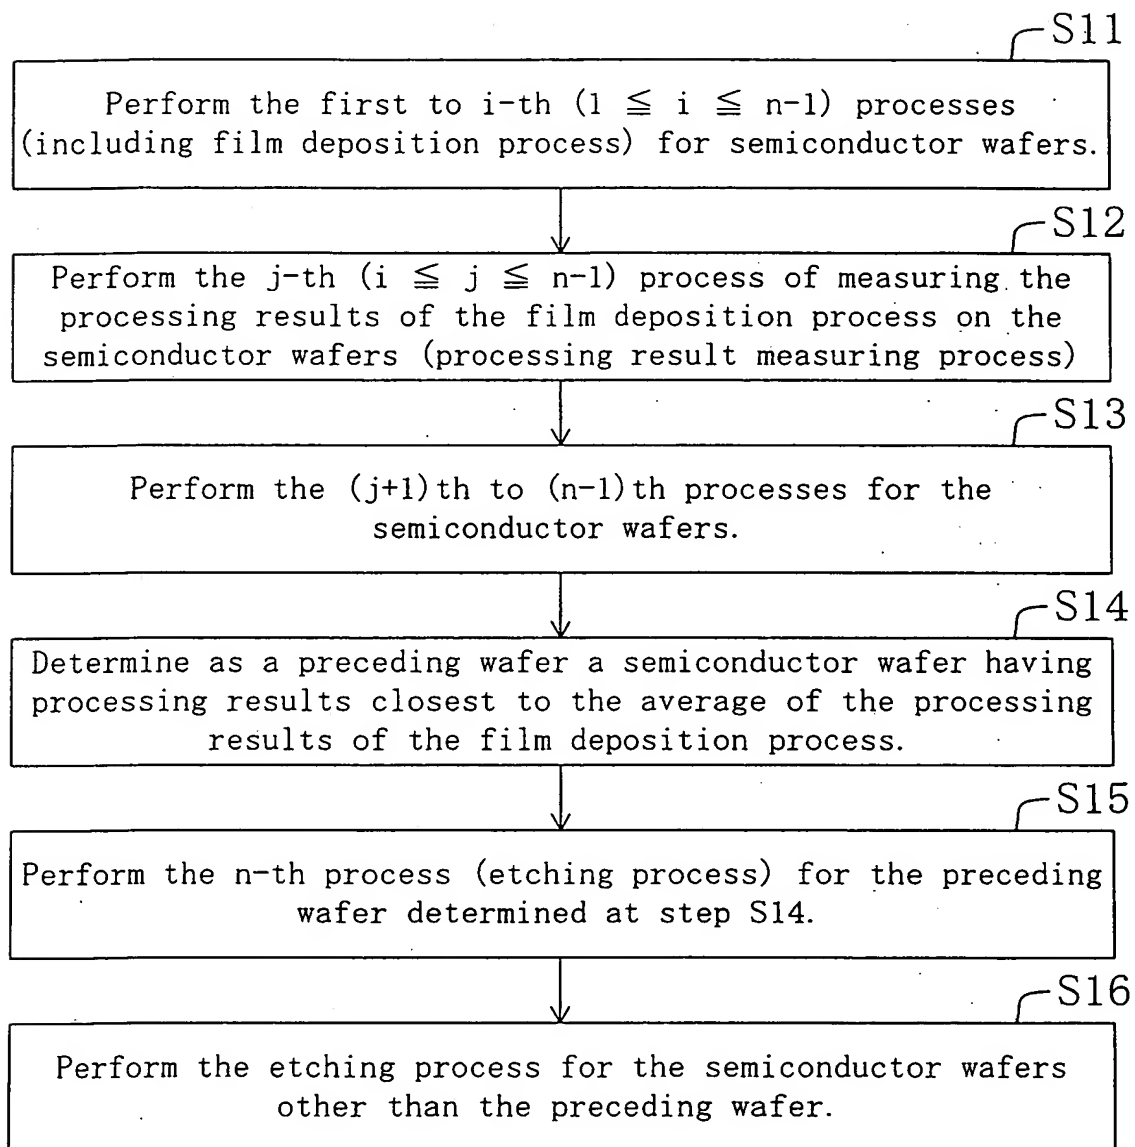 S11
Perform the first to i-th (1 ≦ i ≦ n-1) processes
(including film deposition process) for semiconductor wafers.
S12
Perform the j-th (i ≦ j ≦ n-1) process of measuring the
processing results of the film deposition process on the
semiconductor wafers (processing result measuring process)
S13
Perform the (j+1)th to (n-1)th processes for the
semiconductor wafers.
S14
Determine as a preceding wafer a semiconductor wafer having
processing results closest to the average of the processing
results of the film deposition process.
S15
Perform the n-th process (etching process) for the preceding
wafer determined at step S14.
S16
Perform the etching process for the semiconductor wafers
other than the preceding wafer.